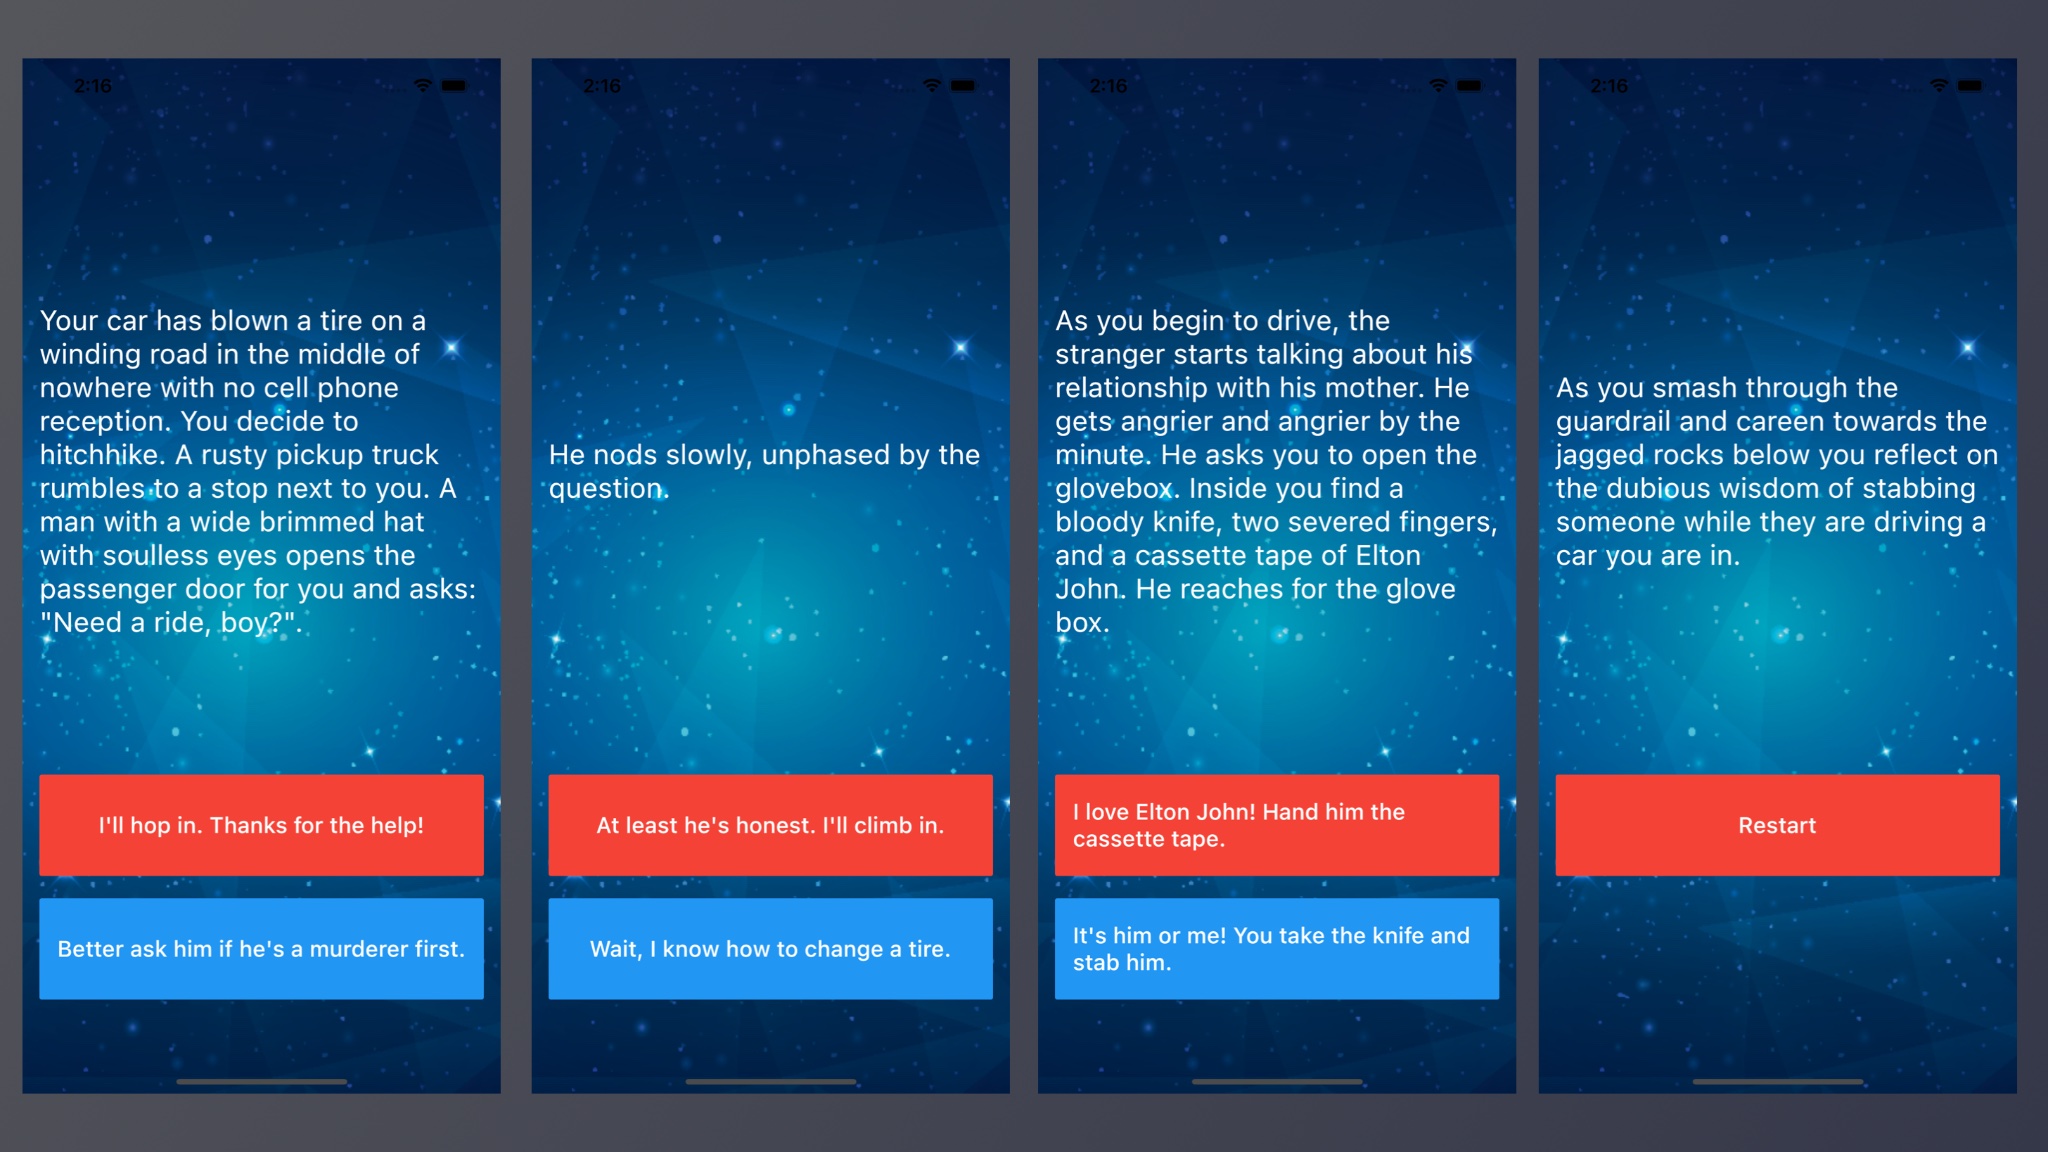 2:16
Your car has blown a tire on a
winding road in the middle of
nowhere with no cell phone
reception. You decide to
hitchhike. A rusty pickup truck
rumbles to a stop next to you. A
man with a wide brimmed hat
with soulless eyes opens the
passenger door for you and asks:
"Need a ride, boy?".
I'll hop in. Thanks for the help!
Better ask him if he's a murderer first.
2:16
He nods slowly, unphased by the
question.
At least he's honest. I'll climb in.
Wait, I know how to change a tire.
2:16
As you begin to drive, the
stranger starts talking about his
relationship with his mother. He
gets angrier and angrier by the
minute. He asks you to open the
glovebox. Inside you find a
bloody knife, two severed fingers,
and a cassette tape of Elton
John. He reaches for the glove
box.
I love Elton John! Hand him the
cassette tape.
It's him or me! You take the knife and
stab him.
2:16
As you smash through the
guardrail and careen towards the
jagged rocks below you reflect on
the dubious wisdom of stabbing
someone while they are driving a
car you are in.
Restart